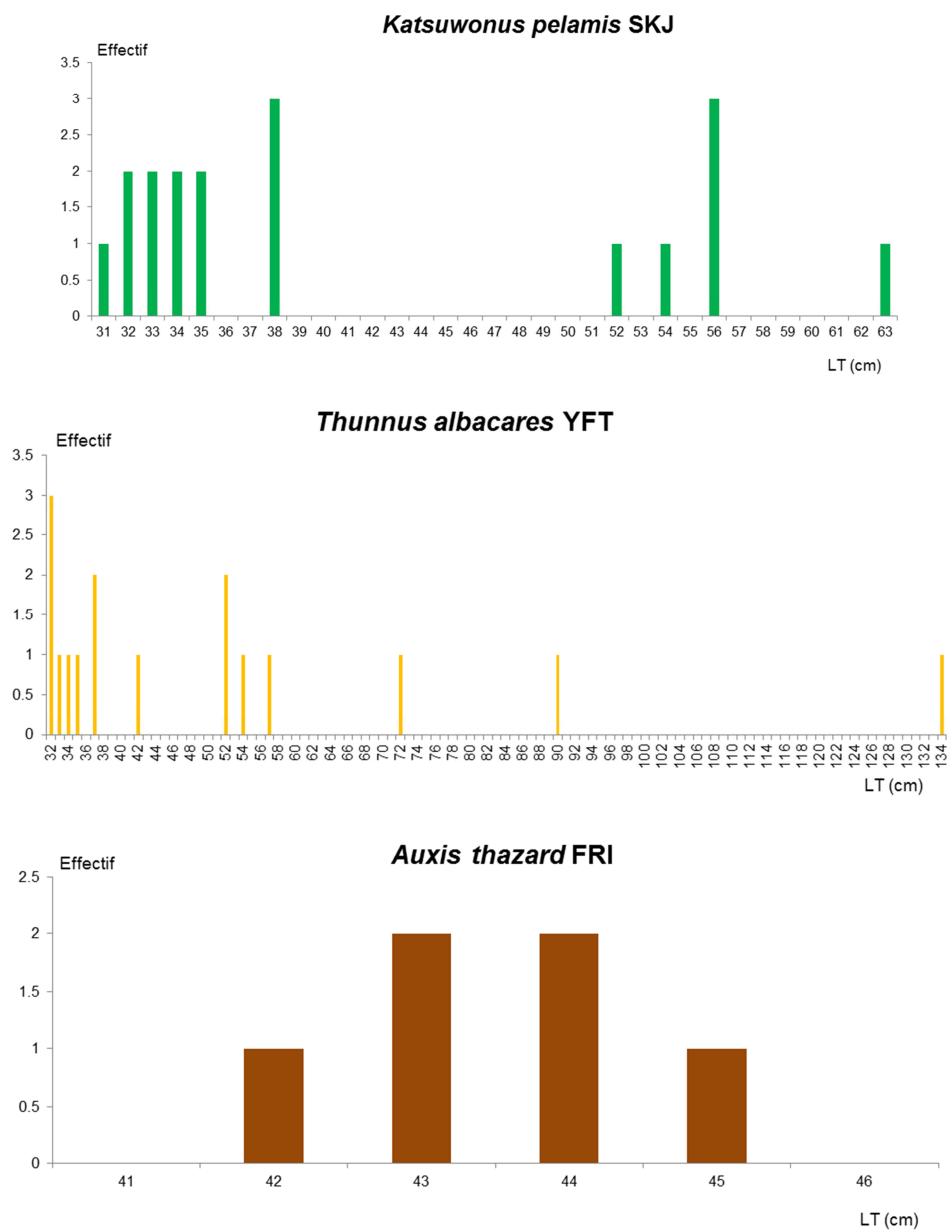 Katsuwonus pelamis SKJ
Effectif
3.5
3
2.5
2
1.5
1
0.5
0
31 32 33 34 35 36 37 38 39 40 41 42 43 44 45 46 47 48 49 50 51 52 53 54 55 56 57 58 59 60 61 62 63
LT (cm)
Thunnus albacares YFT
Effectif
3.5
3
2.5
2
1.5
1
0.5
0
32 34 36 38 40 42 44 46 48 50 52 54 56 58 60 62 64 66 68 70 72 74 76 78 80 82 84 86 88 90 92 94 96 98 100 102 104 106 108 110 112 114 116 118 120 122 124 126 128 130 132 134
LT (cm)
Auxis thazard FRI
Effectif
2.5
2
1.5
1
0.5
0
41 42 43 44 45 46
LT (cm)